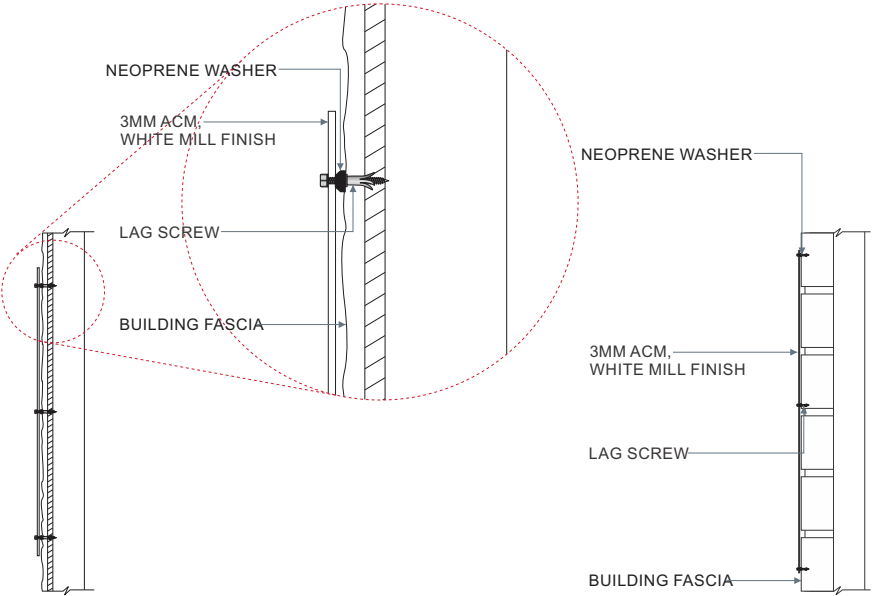 NEOPRENE WASHER
3MM ACM,
WHITE MILL FINISH
LAG SCREW
BUILDING FASCIA
NEOPRENE WASHER
3MM ACM,
WHITE MILL FINISH
LAG SCREW
BUILDING FASCIA